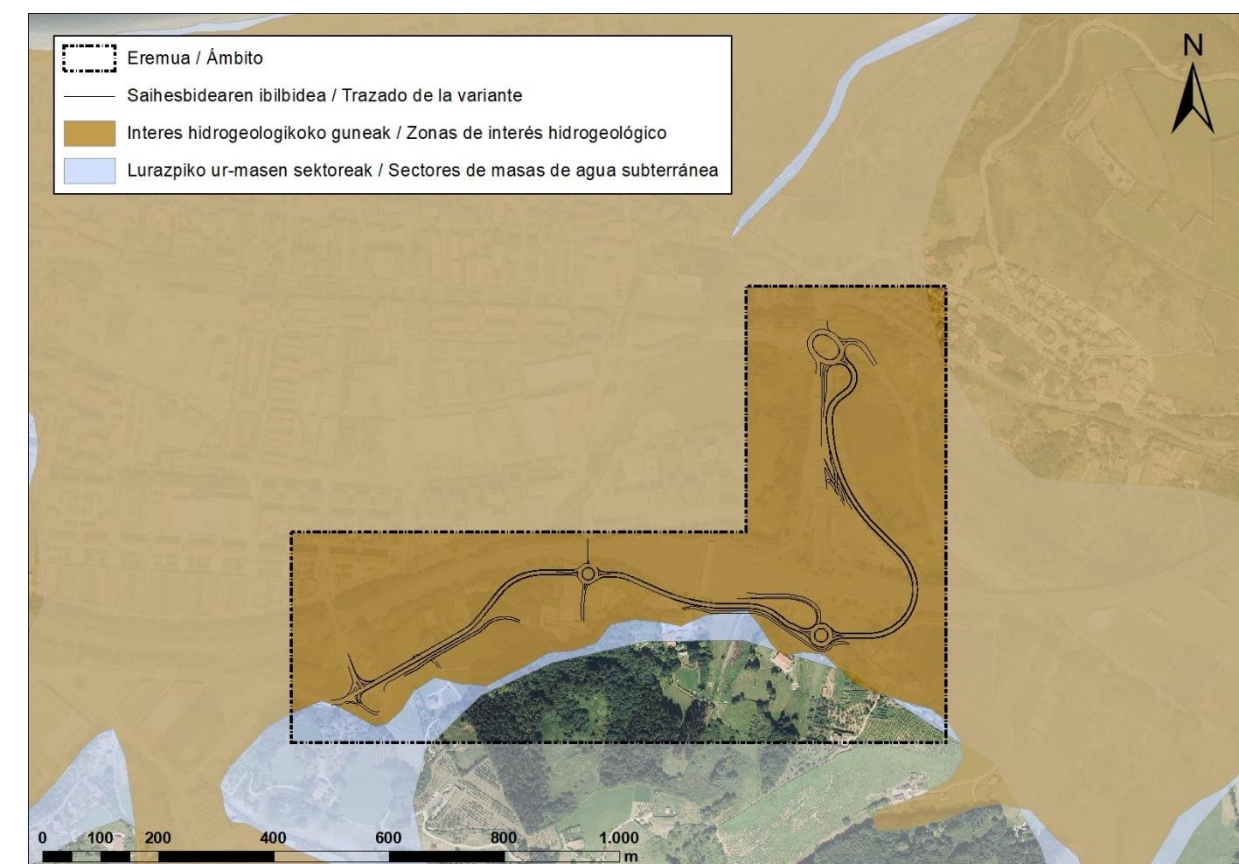 N
Eremua / Ámbito
Saihesbidearen ibilbidea / Trazado de la variante
Interes hidrogeologikoko guneak / Zonas de interés hidrogeológico
Lurazpiko ur-masen sektoreak / Sectores de masas de agua subterránea
0 100 200 400 600 800 1.000
m